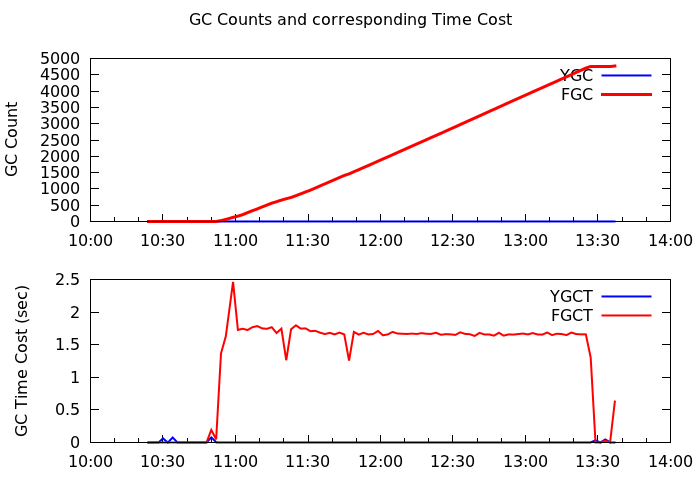 GC Counts and corresponding Time Cost
GC Count
5000
4500
4000
3500
3000
2500
2000
1500
1000
500
0
YGC
FGC
10:00 10:30 11:00 11:30 12:00 12:30 13:00 13:30 14:00
GC Time Cost (sec)
2.5
2
1.5
1
0.5
0
YGCT
FGCT
10:00 10:30 11:00 11:30 12:00 12:30 13:00 13:30 14:00